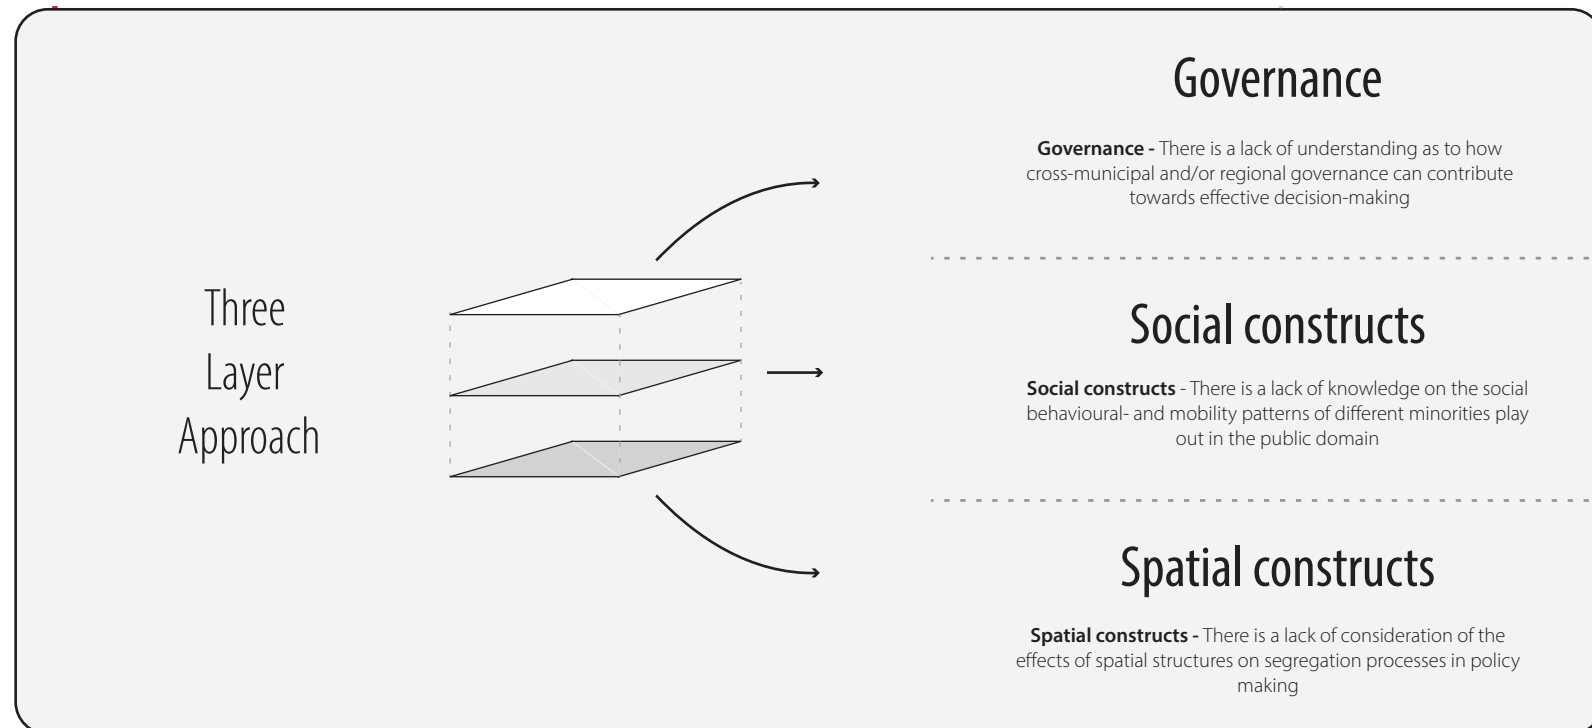 Three
Layer
Approach
Governance
Governance - There is a lack of understanding as to how
cross-municipal and/or regional governance can contribute
towards effective decision-making
Social constructs
Social constructs - There is a lack of knowledge on the social
behavioural- and mobility patterns of different minorities play
out in the public domain
Spatial constructs
Spatial constructs - There is a lack of consideration of the
effects of spatial structures on segregation processes in policy
making